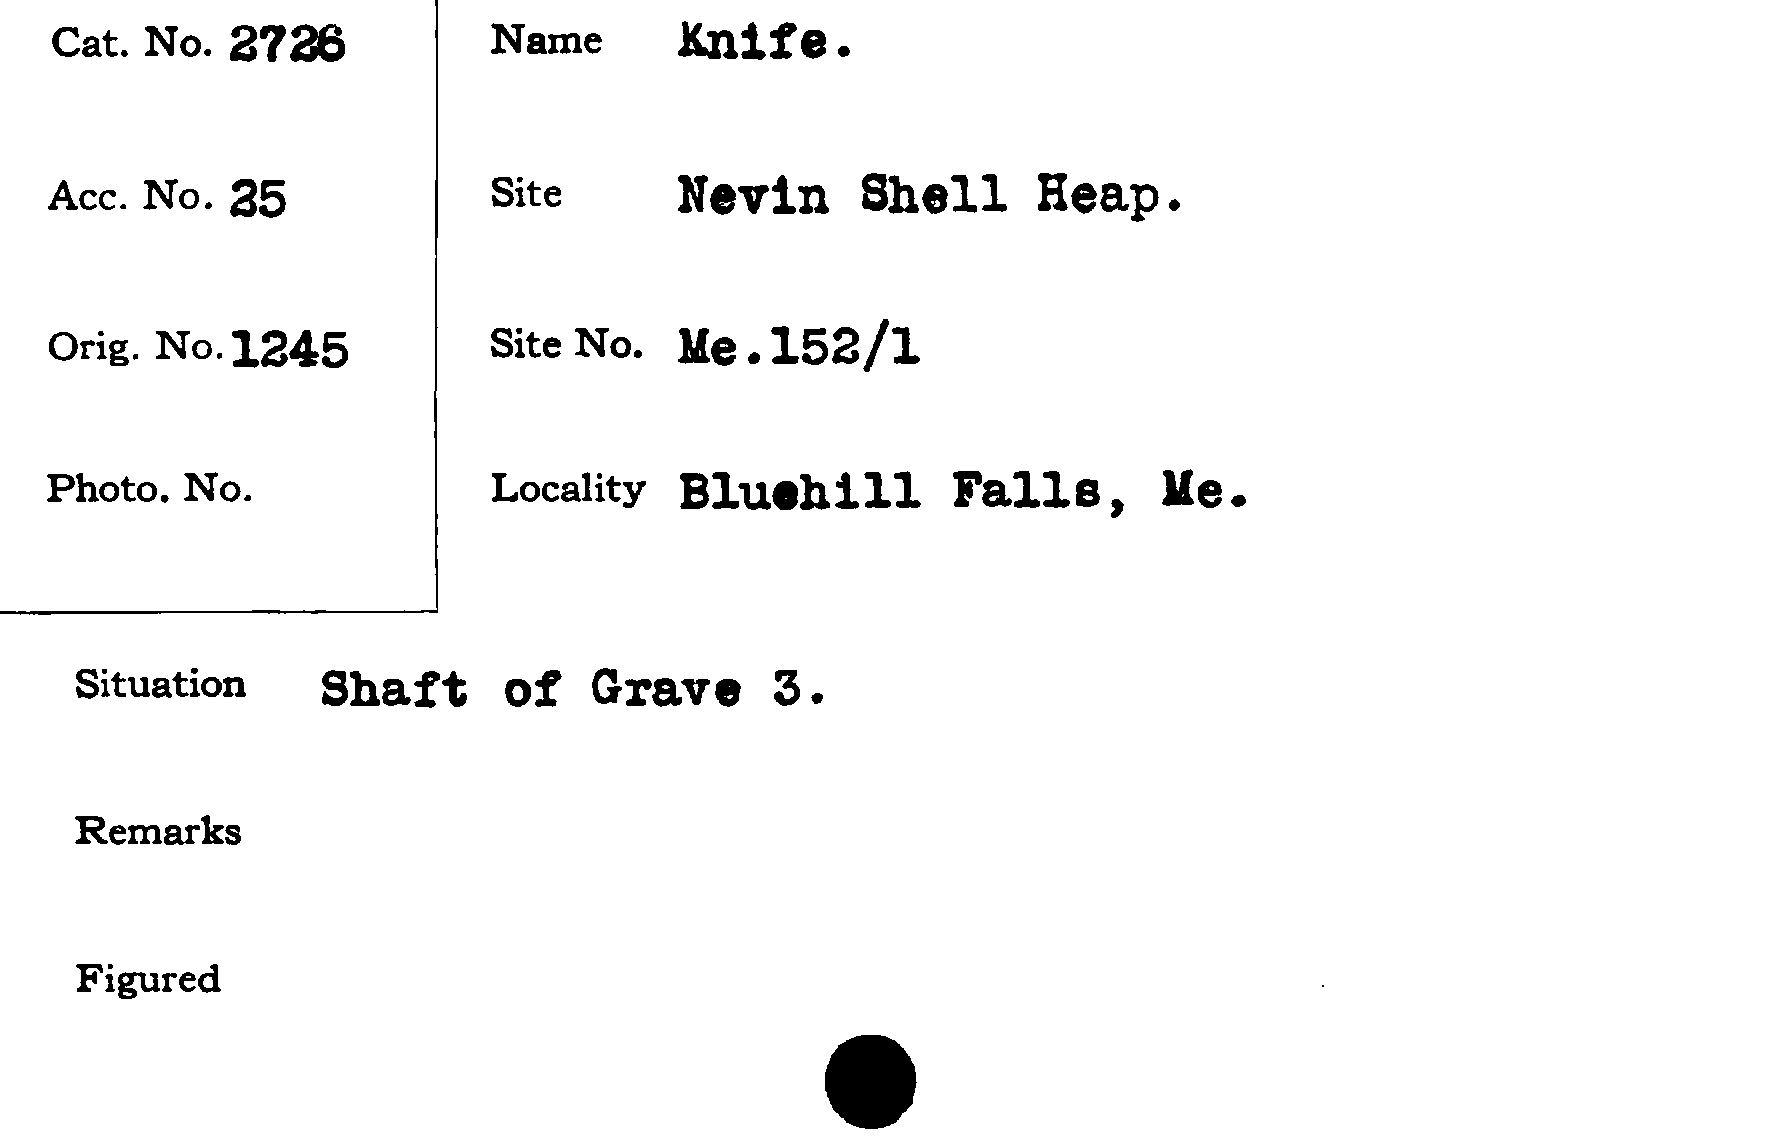 Cat. No. 2726
Acc. No. 25
Orig. No. 1245
Photo. No.
Name Knife.
Site Nevin Shell Heap.
Site No. Me.152/1
Locality Bluehill Falls, Me.
Situation Shaft of Grave 3.
Remarks
Figured